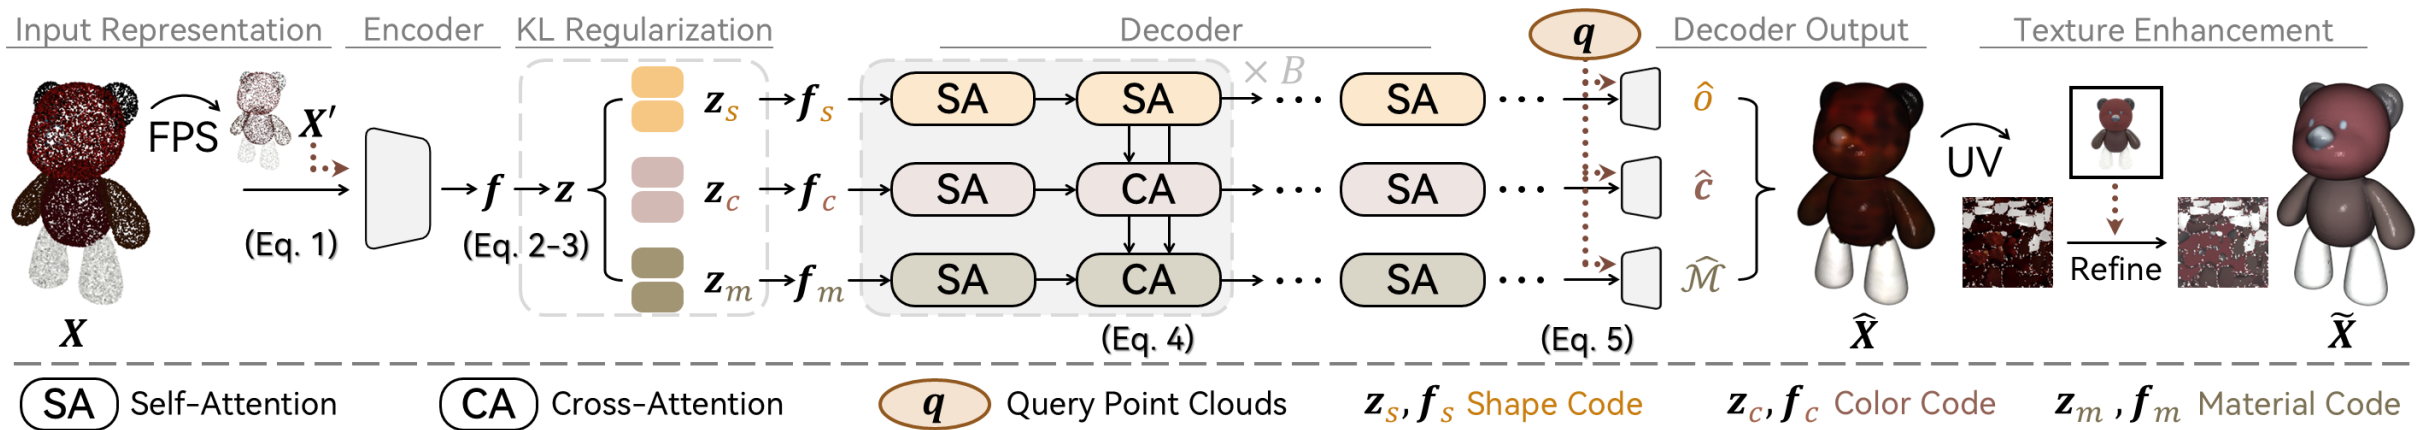 Input Representation
Encoder
KL Regularization
Decoder
q
Decoder Output
Texture Enhancement
FPS
X′
(Eq. 1)
X
f
(Eq. 2-3)
z
z_s
f_s
SA
SA
× B
...
SA
...
ô
z_c
f_c
SA
CA
...
SA
...
ĉ
z_m
f_m
SA
CA
...
SA
...
ℳ̂
(Eq. 4)
(Eq. 5)
X̂
UV
Refine
X̃
SA Self-Attention
CA Cross-Attention
q Query Point Clouds
z_s, f_s Shape Code
z_c, f_c Color Code
z_m , f_m Material Code